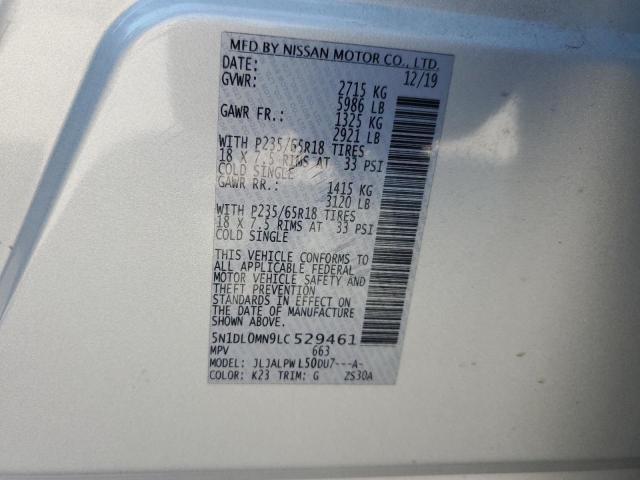 MFD BY NISSAN MOTOR CO., LTD.
DATE: 12/19
GVWR: 2715 KG
5986 LB
GAWR FR.: 1325 KG
2921 LB
WITH P235/65R18 TIRES
18 X 7.5 RIMS AT 33 PSI
COLD SINGLE
GAWR RR.: 1415 KG
3120 LB
WITH P235/65R18 TIRES
18 X 7.5 RIMS AT 33 PSI
COLD SINGLE
THIS VEHICLE CONFORMS TO
ALL APPLICABLE FEDERAL
MOTOR VEHICLE SAFETY AND
THEFT PREVENTION
STANDARDS IN EFFECT ON
THE DATE OF MANUFACTURE
SHOWN ABOVE.
5N1DL0MN9LC529461
MPV 663
MODEL: JLJALPWL50DU7---A-
COLOR: K23 TRIM: G ZS30A